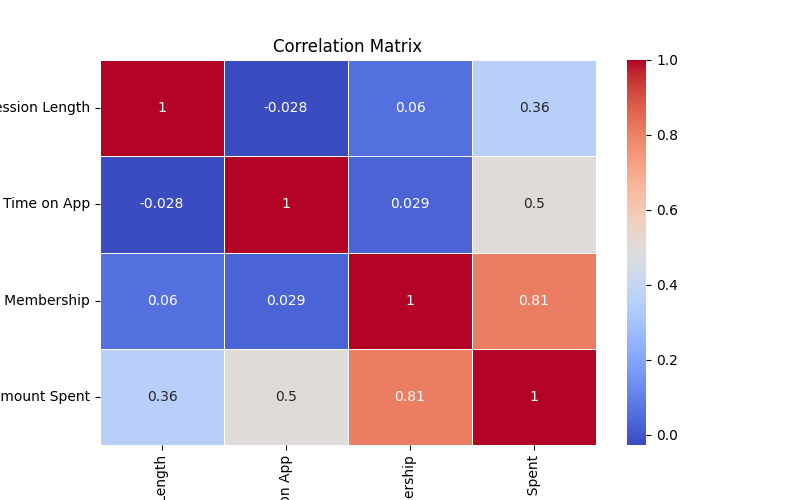 Correlation Matrix
ession Length 1 -0.028 0.06 0.36
Time on App -0.028 1 0.029 0.5
Membership 0.06 0.029 1 0.81
mount Spent 0.36 0.5 0.81 1
Length
on App
ership
Spent
1.0
0.8
0.6
0.4
0.2
0.0